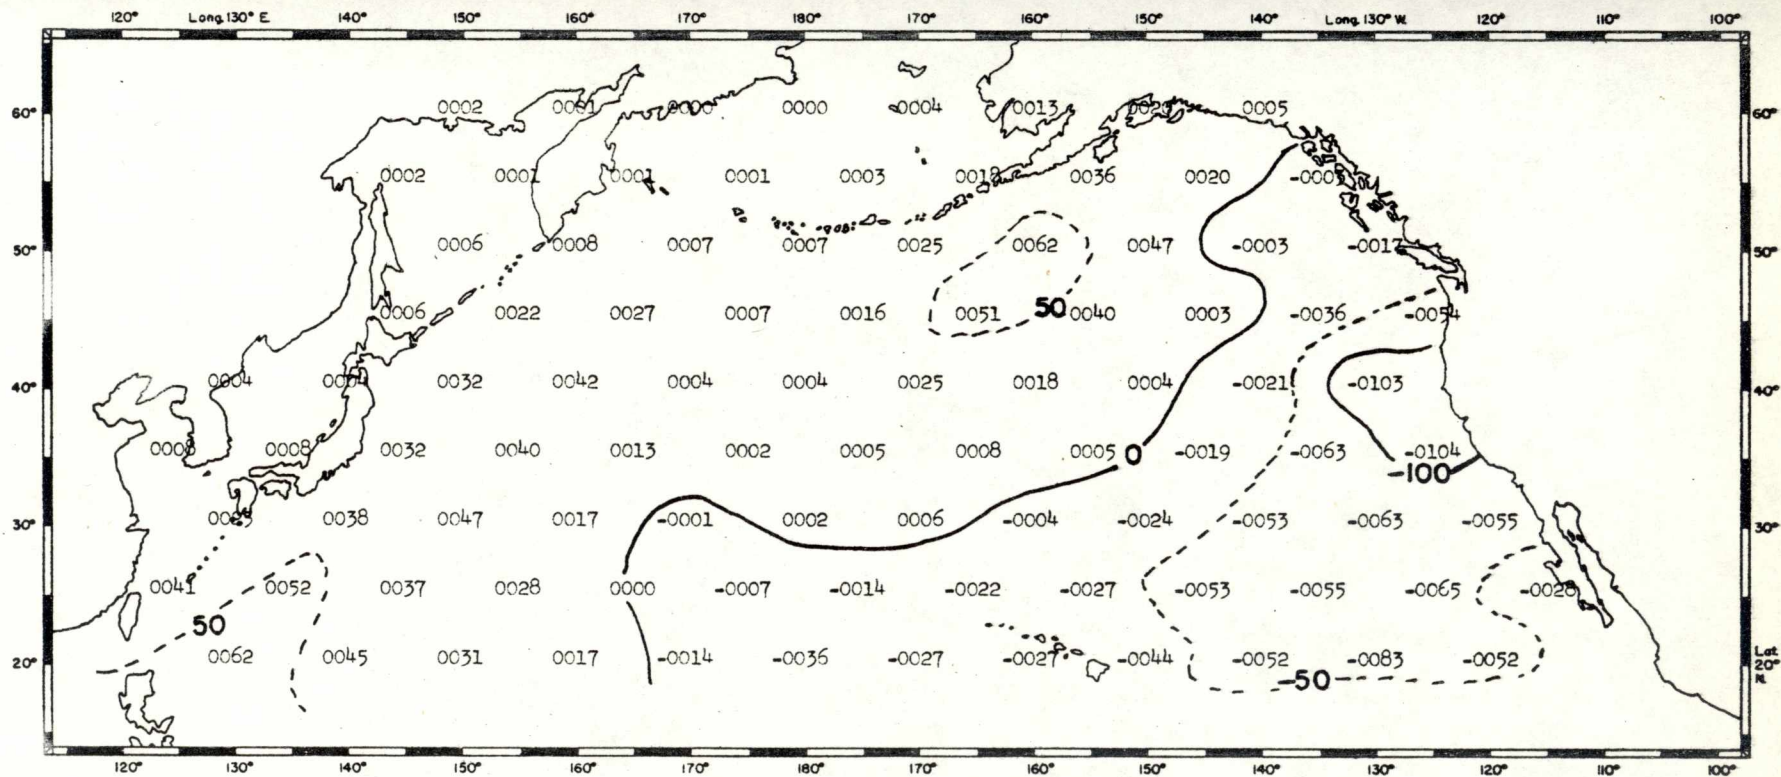 120° Long. 130° E. 140° 150° 160° 170° 180° 170° 160° 150° 140° Long. 130° W. 120° 110° 100°
60° 0002 0001 0000 0000 0004 0013 0005 60°
0002 0001 0001 0001 0003 0018 0036 0020
50° 0006 0008 0007 0007 0025 0062 0047 -0003 -0017 50°
0006 0022 0027 0007 0016 0051 50 0040 0003 -0036 -0054
40° 0004 0004 0032 0042 0004 0004 0025 0018 0004 -0021 -0103 40°
0008 0008 0032 0040 0013 0002 0005 0008 0005 0 -0019 -0063 -0104
-100
30° 0038 0047 0017 -0001 0002 0006 -0004 -0024 -0053 -0063 -0055 30°
0041 0052 0037 0028 0000 -0007 -0014 -0022 -0027 -0053 -0055 -0065 -0028
50
20° 0062 0045 0031 0017 -0014 -0036 -0027 -0027 -0044 -0052 -0083 -0052 Lat. 20° N.
-50
120° 130° 140° 150° 160° 170° 180° 170° 160° 150° 140° 130° 120° 110° 100°